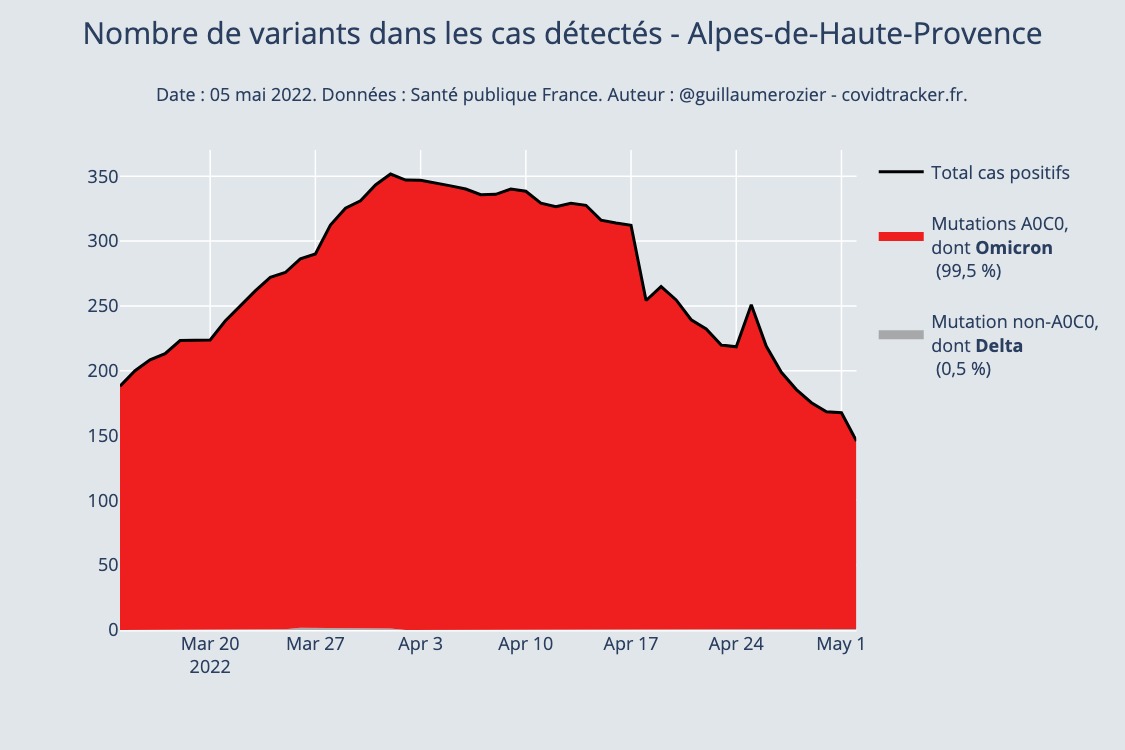 Nombre de variants dans les cas détectés - Alpes-de-Haute-Provence
Date : 05 mai 2022. Données : Santé publique France. Auteur : @guillaumerozier - covidtracker.fr.
350
300
250
200
150
100
50
0
Mar 20
2022
Mar 27
Apr 3
Apr 10
Apr 17
Apr 24
May 1
Total cas positifs
Mutations A0C0,
dont Omicron
(99,5 %)
Mutation non-A0C0,
dont Delta
(0,5 %)